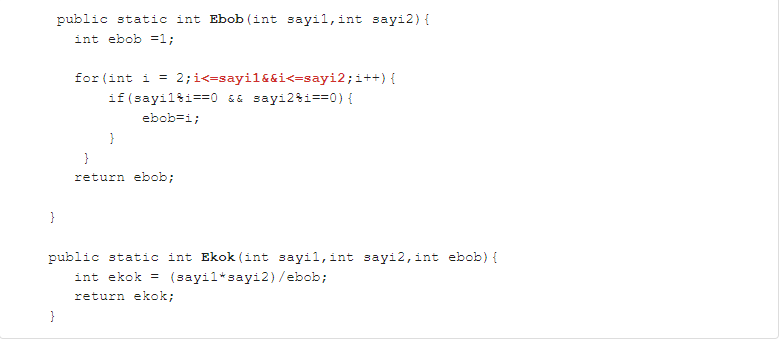 public static int Ebob(int sayi1,int sayi2){
int ebob =1;
for(int i = 2;i<=sayi1&&i<=sayi2;i++){
if(sayi1%i==0 && sayi2%i==0){
ebob=i;
}
}
return ebob;
}
public static int Ekok(int sayi1,int sayi2,int ebob){
int ekok = (sayi1*sayi2)/ebob;
return ekok;
}